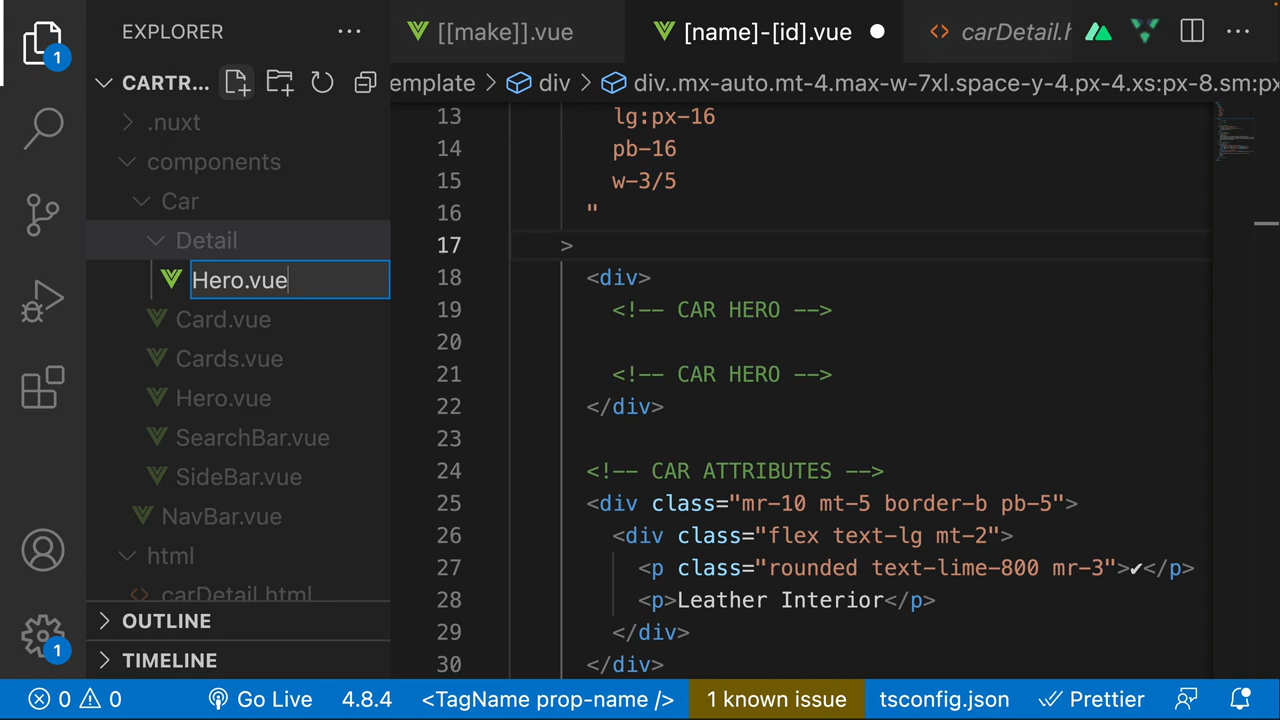 1
EXPLORER
[[make]].vue
[name]-[id].vue
carDetail.h
CARTR...
emplate > div > div..mx-auto.mt-4.max-w-7xl.space-y-4.px-4.xs:px-8.sm:px
.nuxt
components
Car
Detail
Hero.vue
Card.vue
Cards.vue
Hero.vue
SearchBar.vue
SideBar.vue
NavBar.vue
html
carDetail.html
OUTLINE
TIMELINE
1
13 lg:px-16
14 pb-16
15 w-3/5
16 "
17 >
18 <div>
19 <!-- CAR HERO -->
20
21 <!-- CAR HERO -->
22 </div>
23
24 <!-- CAR ATTRIBUTES -->
25 <div class="mr-10 mt-5 border-b pb-5">
26 <div class="flex text-lg mt-2">
27 <p class="rounded text-lime-800 mr-3">✔</p>
28 <p>Leather Interior</p>
29 </div>
30 </div>
0 0 Go Live 4.8.4 <TagName prop-name /> 1 known issue tsconfig.json Prettier